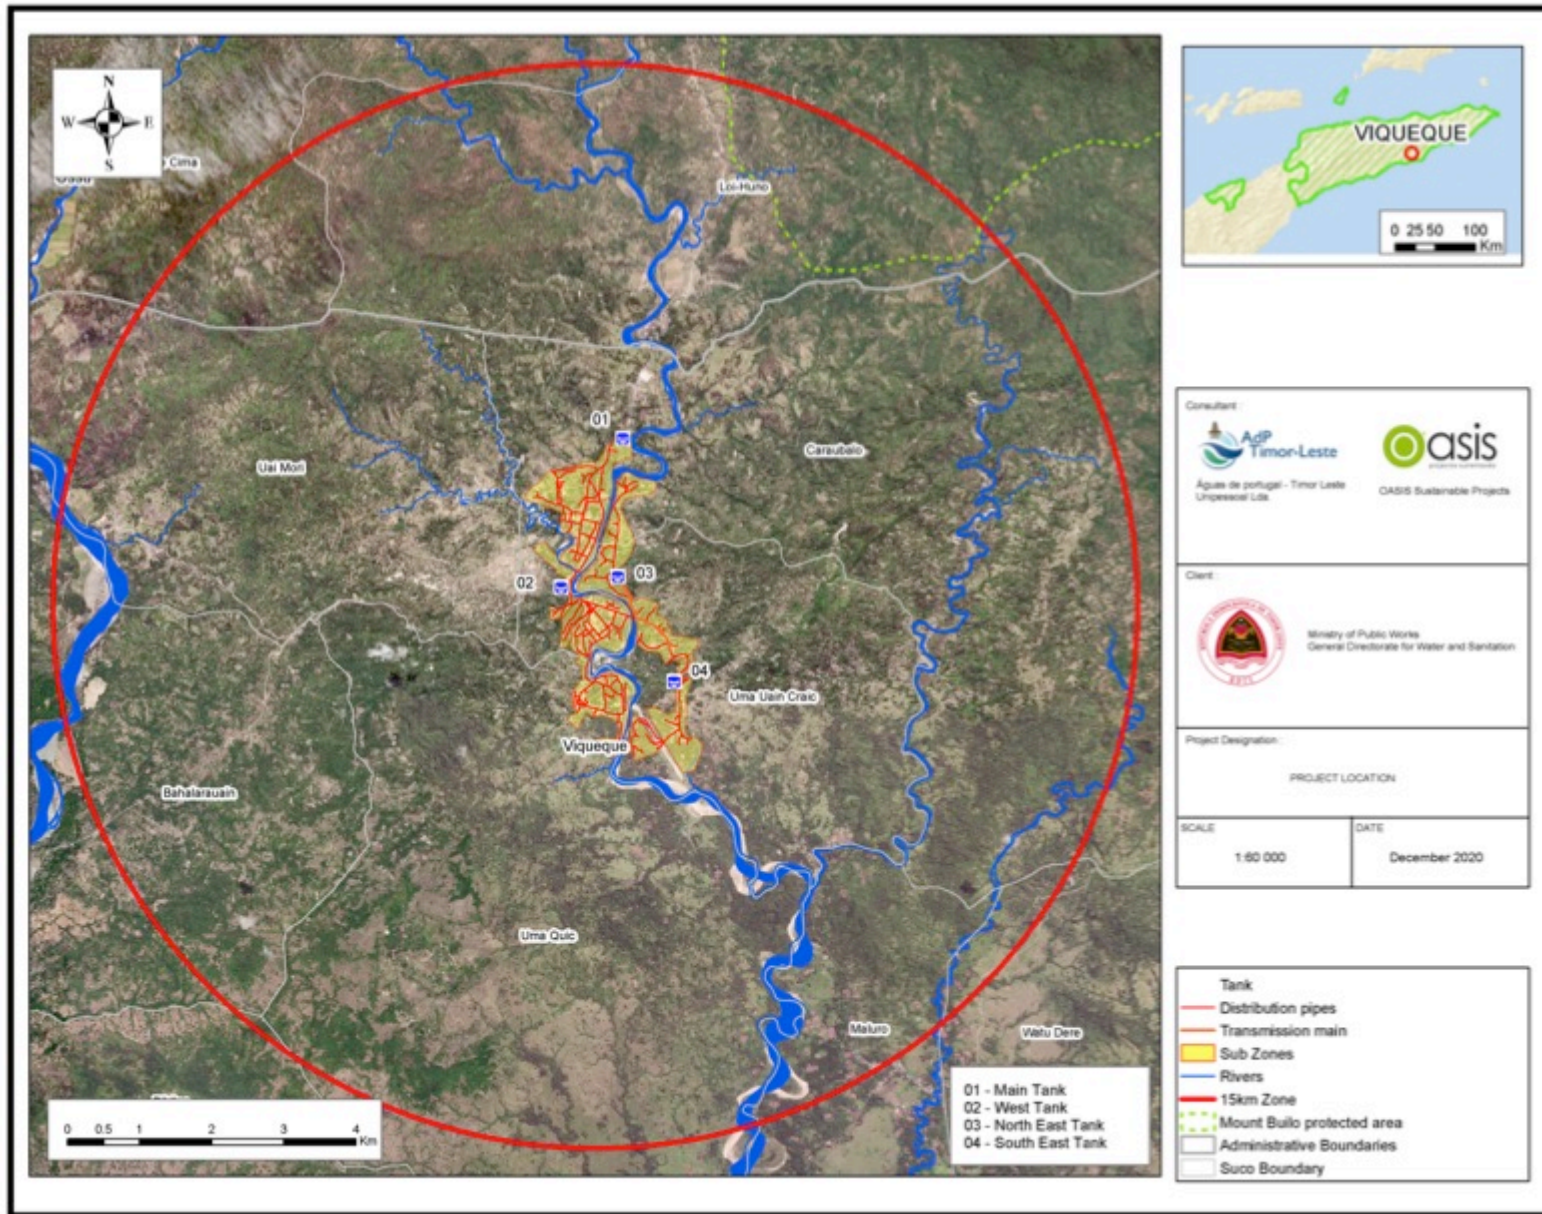 N
W E
S
Cima
Loi-Huno
01
Uai Mori
Caraubalo
02
03
04
Uma Uain Craic
Viqueque
Bahalarauain
Uma Quic
Maluro
Watu Dere
0 0.5 1 2 3 4
Km
01 - Main Tank
02 - West Tank
03 - North East Tank
04 - South East Tank
VIQUEQUE
0 25 50 100
Km
Consultant :
AdP
Timor-Leste
Águas de portugal - Timor Leste
Unipessoal Lda.
Oasis
OASIS Sustainable Projects
Client :
Ministry of Public Works
General Directorate for Water and Sanitation
Project Designation :
PROJECT LOCATION
SCALE
1:60 000
DATE
December 2020
Tank
Distribution pipes
Transmission main
Sub Zones
Rivers
15km Zone
Mount Builo protected area
Administrative Boundaries
Suco Boundary